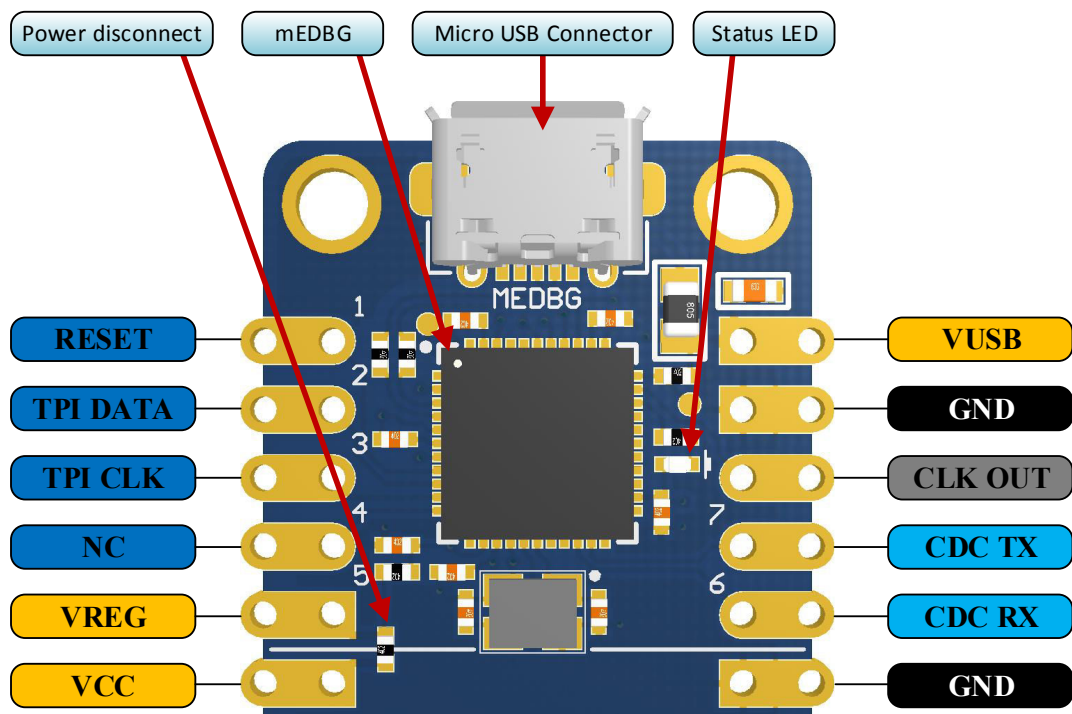 Power disconnect
mEDBG
Micro USB Connector
Status LED
MEDBG
1
RESET
VUSB
2
TPI DATA
GND
3
TPI CLK
CLK OUT
4
7
NC
CDC TX
5
6
VREG
CDC RX
VCC
GND
605